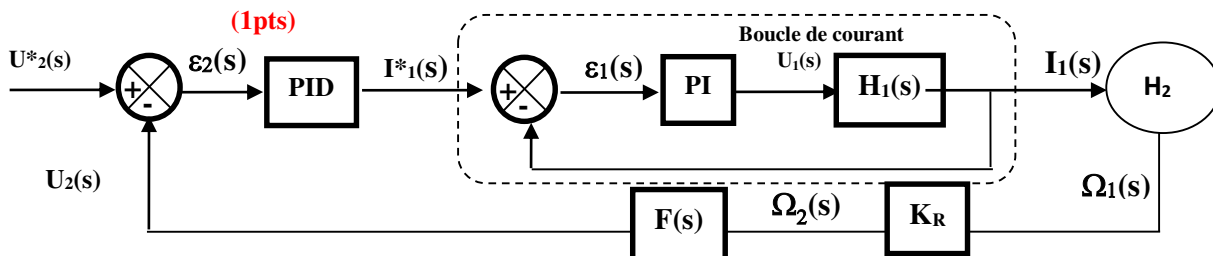 (1pts)
Boucle de courant
U*2(s)
ε2(s)
I*1(s)
ε1(s)
U1(s)
I1(s)
+
-
PID
+
-
PI
H1(s)
H2
U2(s)
Ω1(s)
F(s)
Ω2(s)
KR